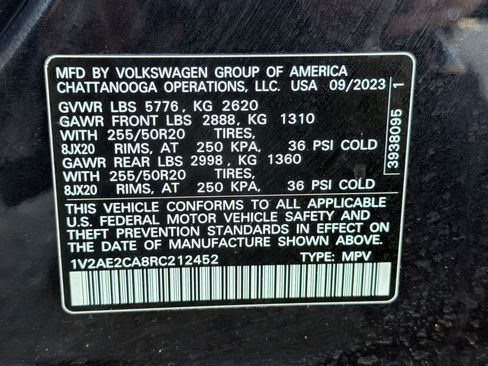 MFD BY VOLKSWAGEN GROUP OF AMERICA
CHATTANOOGA OPERATIONS, LLC. USA 09/2023
GVWR LBS 5776 , KG 2620
GAWR FRONT LBS 2888, KG 1310
WITH 255/50R20 TIRES,
8JX20 RIMS, AT 250 KPA, 36 PSI COLD
GAWR REAR LBS 2998, KG 1360
WITH 255/50R20 TIRES,
8JX20 RIMS, AT 250 KPA, 36 PSI COLD
THIS VEHICLE CONFORMS TO ALL APPLICABLE
U.S. FEDERAL MOTOR VEHICLE SAFETY AND
THEFT PREVENTION STANDARDS IN EFFECT ON
THE DATE OF MANUFACTURE SHOWN ABOVE.
1V2AE2CA8RC212452 TYPE: MPV
3938095 1